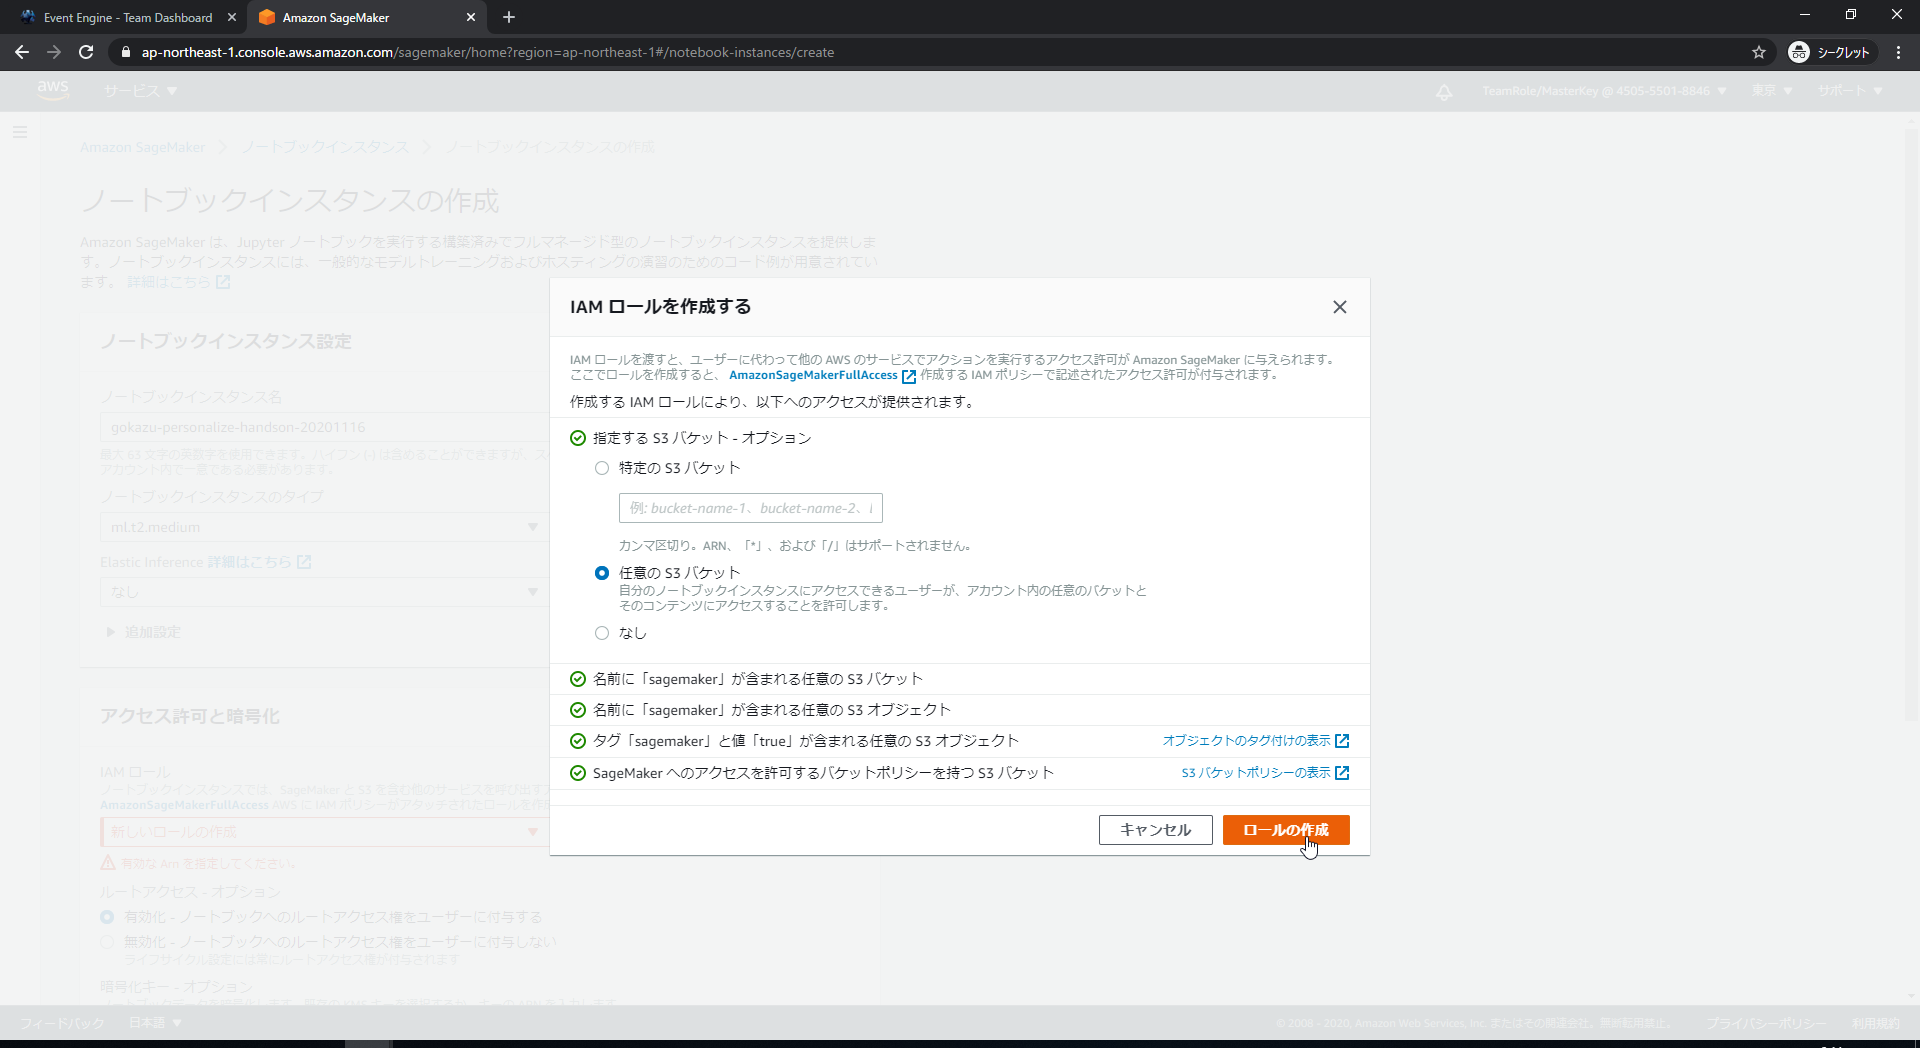 Event Engine - Team Dashboard
Amazon SageMaker
ap-northeast-1.console.aws.amazon.com/sagemaker/home?region=ap-northeast-1#/notebook-instances/create
シークレット
aws
サービス
TeamRole/MasterKey @ 4505-5501-8846
東京
サポート
Amazon SageMaker
ノートブックインスタンス
ノートブックインスタンスの作成
ノートブックインスタンスの作成
Amazon SageMaker は、Jupyter ノートブックを実行する構築済みでフルマネージド型のノートブックインスタンスを提供しま
す。ノートブックインスタンスには、一般的なモデルトレーニングおよびホスティングの演習のためのコード例が用意されてい
ます。 詳細はこちら
ノートブックインスタンス設定
ノートブックインスタンス名
gokazu-personalize-handson-20201116
最大 63 文字の英数字を使用できます。ハイフン (-) は含めることができますが、ス
アカウント内で一意である必要があります。
ノートブックインスタンスのタイプ
ml.t2.medium
Elastic Inference 詳細はこちら
なし
追加設定
アクセス許可と暗号化
IAM ロール
ノートブックインスタンスでは、SageMaker と S3 を含む他のサービスを呼び出す
AmazonSageMakerFullAccess AWS に IAM ポリシーがアタッチされたロールを作
新しいロールの作成
有効な Arn を指定してください。
ルートアクセス - オプション
有効化 - ノートブックへのルートアクセス権をユーザーに付与する
無効化 - ノートブックへのルートアクセス権をユーザーに付与しない
ライフサイクル設定には常にルートアクセス権が付与されます
暗号化キー - オプション
IAM ロールを作成する
IAM ロールを渡すと、ユーザーに代わって他の AWS のサービスでアクションを実行するアクセス許可が Amazon SageMaker に与えられます。
ここでロールを作成すると、 AmazonSageMakerFullAccess 作成する IAM ポリシーで記述されたアクセス許可が付与されます。
作成する IAM ロールにより、以下へのアクセスが提供されます。
指定する S3 バケット - オプション
特定の S3 バケット
例: bucket-name-1、bucket-name-2、
カンマ区切り。ARN、「*」、および「/」はサポートされません。
任意の S3 バケット
自分のノートブックインスタンスにアクセスできるユーザーが、アカウント内の任意のバケットと
そのコンテンツにアクセスすることを許可します。
なし
名前に「sagemaker」が含まれる任意の S3 バケット
名前に「sagemaker」が含まれる任意の S3 オブジェクト
タグ「sagemaker」と値「true」が含まれる任意の S3 オブジェクト
オブジェクトのタグ付けの表示
SageMaker へのアクセスを許可するバケットポリシーを持つ S3 バケット
S3 バケットポリシーの表示
キャンセル
ロールの作成
フィードバック
日本語
© 2008 - 2020, Amazon Web Services, Inc. またはその関連会社。無断転用禁止。
プライバシーポリシー
利用規約